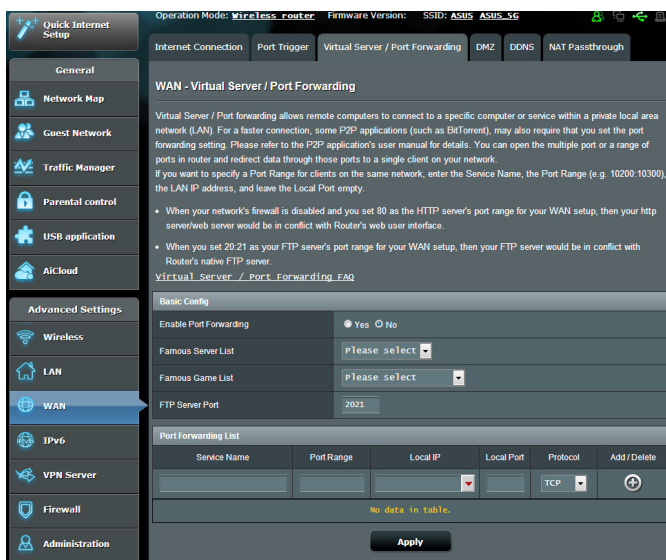 Operation Mode: Wireless router Firmware Version: SSID: ASUS ASUS_5G
Quick Internet
Setup
Internet Connection Port Trigger Virtual Server / Port Forwarding DMZ DDNS NAT Passthrough
General
Network Map
Guest Network
Traffic Manager
Parental control
USB application
AiCloud
Advanced Settings
Wireless
LAN
WAN
IPv6
VPN Server
Firewall
Administration
WAN - Virtual Server / Port Forwarding
Virtual Server / Port forwarding allows remote computers to connect to a specific computer or service within a private local area
network (LAN). For a faster connection, some P2P applications (such as BitTorrent), may also require that you set the port
forwarding setting. Please refer to the P2P application's user manual for details. You can open the multiple port or a range of
ports in router and redirect data through those ports to a single client on your network.
If you want to specify a Port Range for clients on the same network, enter the Service Name, the Port Range (e.g. 10200:10300),
the LAN IP address, and leave the Local Port empty.
• When your network's firewall is disabled and you set 80 as the HTTP server's port range for your WAN setup, then your http
server/web server would be in conflict with Router's web user interface.
• When you set 20:21 as your FTP server's port range for your WAN setup, then your FTP server would be in conflict with
Router's native FTP server.
Virtual Server / Port Forwarding FAQ
Basic Config
Enable Port Forwarding Yes No
Famous Server List Please select
Famous Game List Please select
FTP Server Port 2021
Port Forwarding List
Service Name Port Range Local IP Local Port Protocol Add / Delete
TCP
No data in table.
Apply